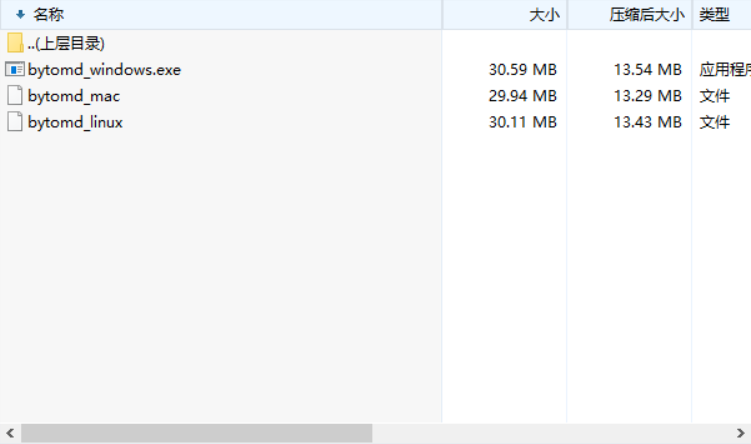 名称 大小 压缩后大小 类型
..(上层目录)
bytomd_windows.exe 30.59 MB 13.54 MB 应用程序
bytomd_mac 29.94 MB 13.29 MB 文件
bytomd_linux 30.11 MB 13.43 MB 文件